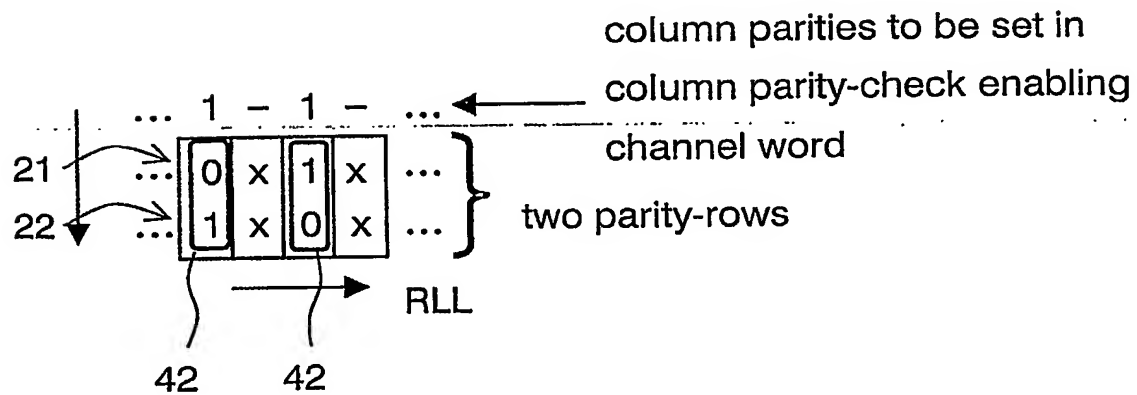 column parities to be set in
... 1 – 1 – ... column parity-check enabling
channel word
21 ... 0 x 1 x ...
22 ... 1 x 0 x ... two parity-rows
RLL
42 42